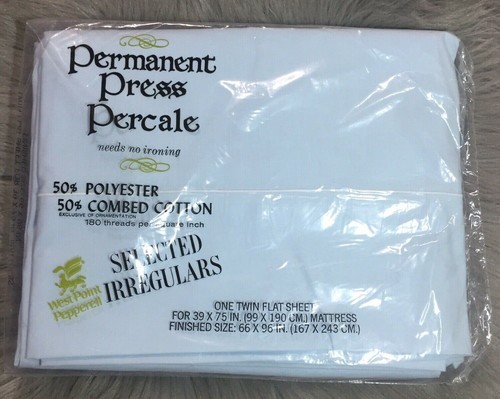 Permanent
Press
Percale
needs no ironing
50% POLYESTER
50% COMBED COTTON
EXCLUSIVE OF ORNAMENTATION
180 threads per square inch
SELECTED
IRREGULARS
West Point
Pepperell
ONE TWIN FLAT SHEET
FOR 39 X 75 IN. (99 X 190 CM.) MATTRESS
FINISHED SIZE: 66 X 96 IN. (167 X 243 CM.)